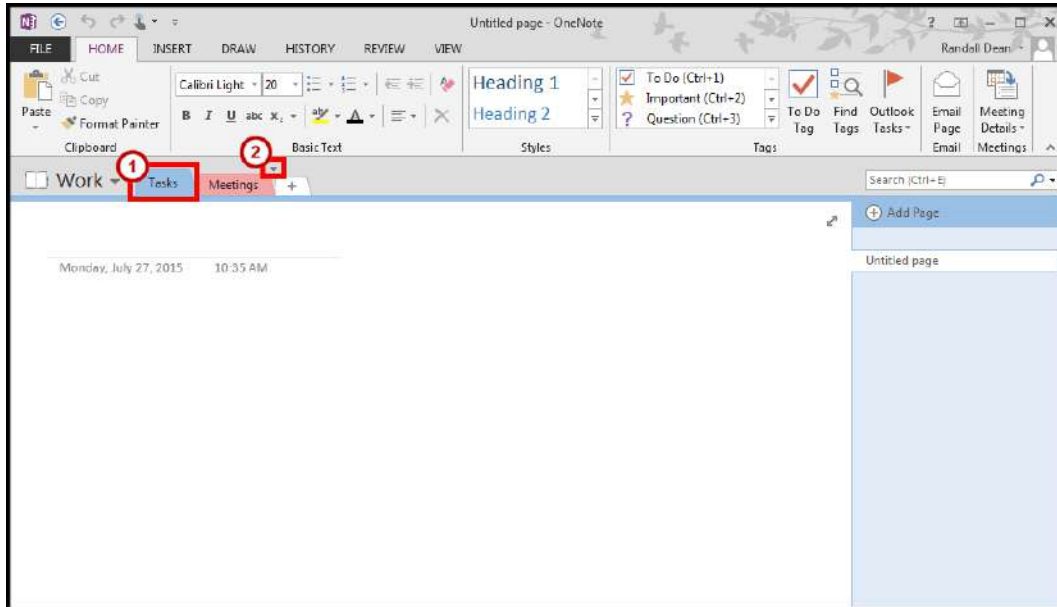 Untitled page - OneNote
FILE HOME INSERT DRAW HISTORY REVIEW VIEW Randall Dean
Paste
Cut
Copy
Format Painter
Clipboard
Calibri Light 20
B I U abc X₂ aby A
Basic Text
Heading 1
Heading 2
Styles
To Do (Ctrl+1)
Important (Ctrl+2)
Question (Ctrl+3)
To Do Tag
Find Tags
Outlook Tasks
Tags
Email Page
Email
Meeting Details
Meetings
1
2
Work Tasks Meetings +
Search (Ctrl+E)
Add Page
Untitled page
Monday, July 27, 2015 10:35 AM